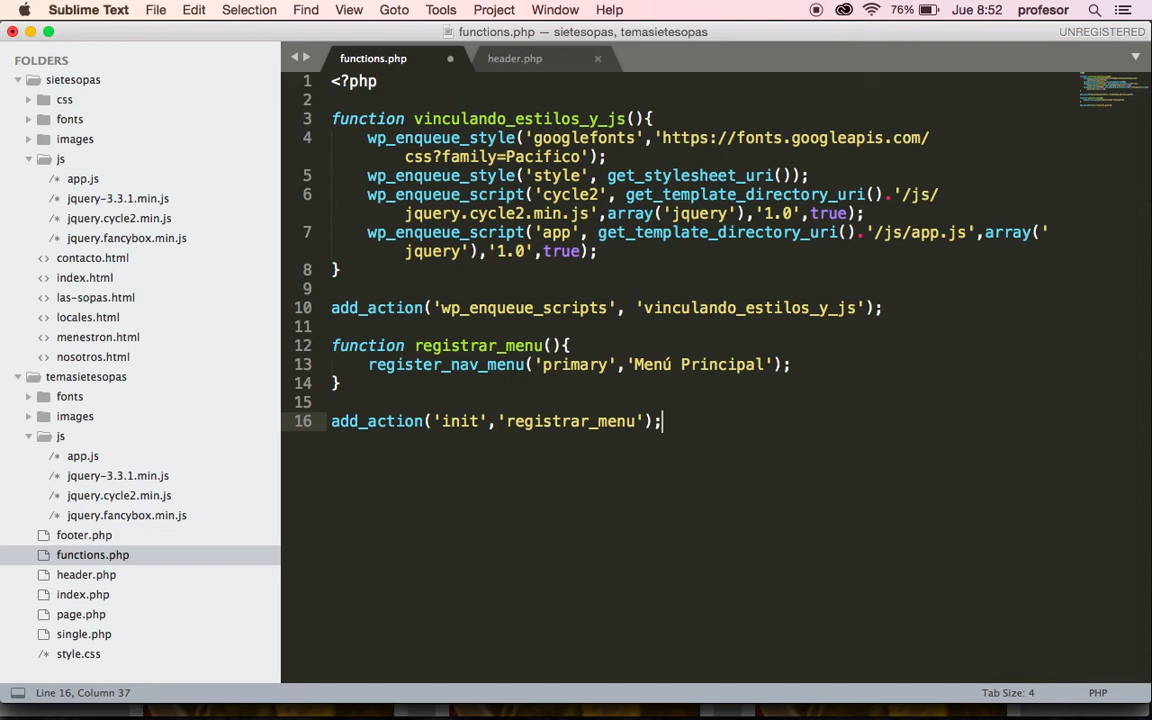 Sublime Text File Edit Selection Find View Goto Tools Project Window Help 76% Jue 8:52 profesor
functions.php — sietesopas, temasietesopas UNREGISTERED
FOLDERS
sietesopas
css
fonts
images
js
/* app.js
/* jquery-3.3.1.min.js
/* jquery.cycle2.min.js
/* jquery.fancybox.min.js
<> contacto.html
<> index.html
<> las-sopas.html
<> locales.html
<> menestron.html
<> nosotros.html
temasietesopas
fonts
images
js
/* app.js
/* jquery-3.3.1.min.js
/* jquery.cycle2.min.js
/* jquery.fancybox.min.js
footer.php
functions.php
header.php
index.php
page.php
single.php
/* style.css
functions.php header.php
1 <?php
2
3 function vinculando_estilos_y_js(){
4 wp_enqueue_style('googlefonts','https://fonts.googleapis.com/
css?family=Pacifico');
5 wp_enqueue_style('style', get_stylesheet_uri());
6 wp_enqueue_script('cycle2', get_template_directory_uri().'/js/
jquery.cycle2.min.js',array('jquery'),'1.0',true);
7 wp_enqueue_script('app', get_template_directory_uri().'/js/app.js',array('
jquery'),'1.0',true);
8 }
9
10 add_action('wp_enqueue_scripts', 'vinculando_estilos_y_js');
11
12 function registrar_menu(){
13 register_nav_menu('primary','Menú Principal');
14 }
15
16 add_action('init','registrar_menu');
Line 16, Column 37 Tab Size: 4 PHP